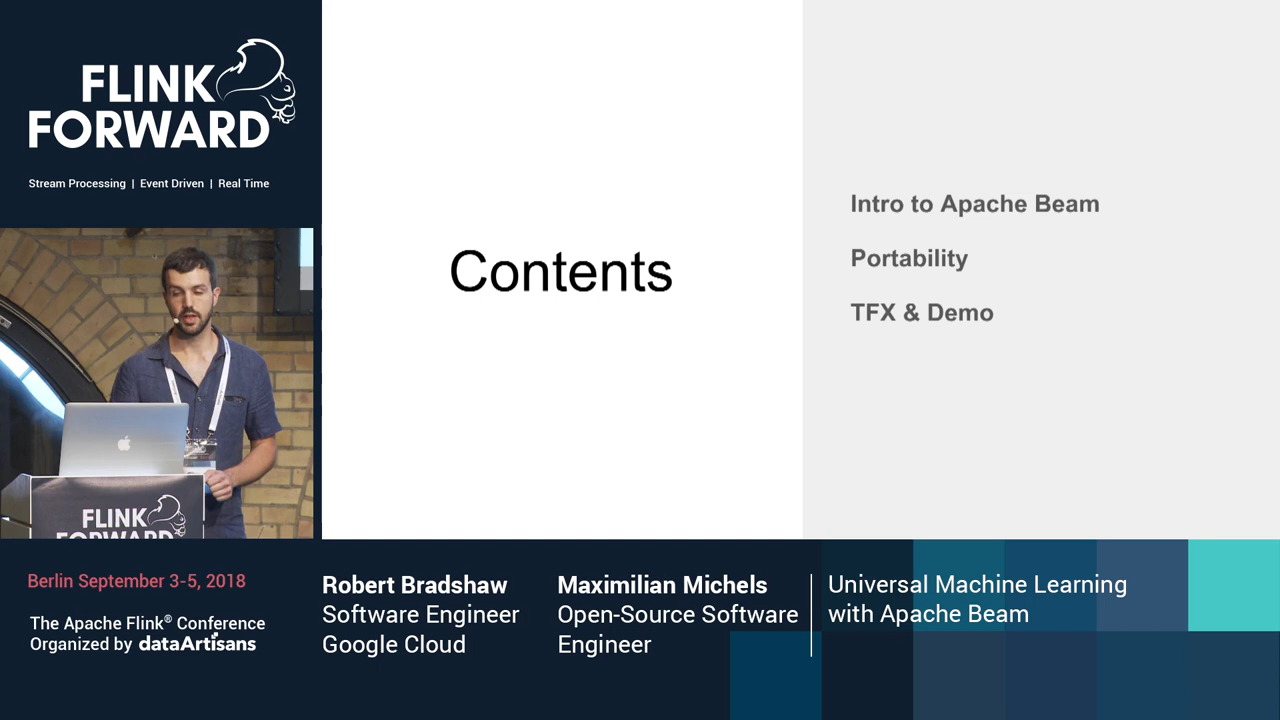 FLINK
FORWARD
Stream Processing | Event Driven | Real Time
Contents
Intro to Apache Beam
Portability
TFX & Demo
FLINK
FORWARD
Berlin September 3-5, 2018
The Apache Flink® Conference
Organized by dataArtisans
Robert Bradshaw
Software Engineer
Google Cloud
Maximilian Michels
Open-Source Software
Engineer
Universal Machine Learning
with Apache Beam